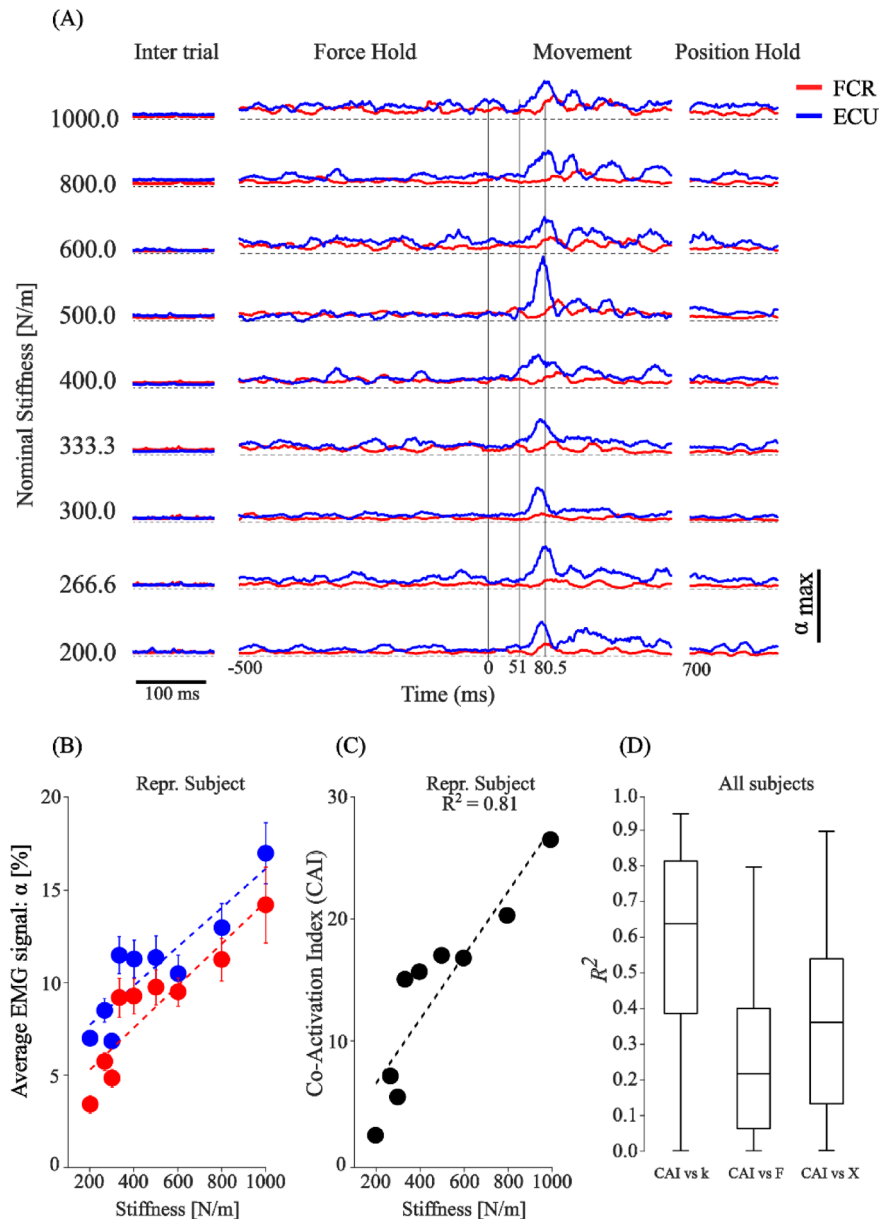 (A)
Inter trial Force Hold Movement Position Hold
FCR
ECU
Nominal Stiffness [N/m]
1000.0
800.0
600.0
500.0
400.0
333.3
300.0
266.6
200.0
α max
-500 0 51 80.5 700
100 ms
Time (ms)
(B) (C) (D)
Repr. Subject
Average EMG signal: α [%]
20
15
10
5
0
200 400 600 800 1000
Stiffness [N/m]
Repr. Subject
R² = 0.81
Co-Activation Index (CAI)
30
20
10
0
200 400 600 800 1000
Stiffness [N/m]
All subjects
R²
1.0
0.9
0.8
0.7
0.6
0.5
0.4
0.3
0.2
0.1
0.0
CAI vs k CAI vs F CAI vs X